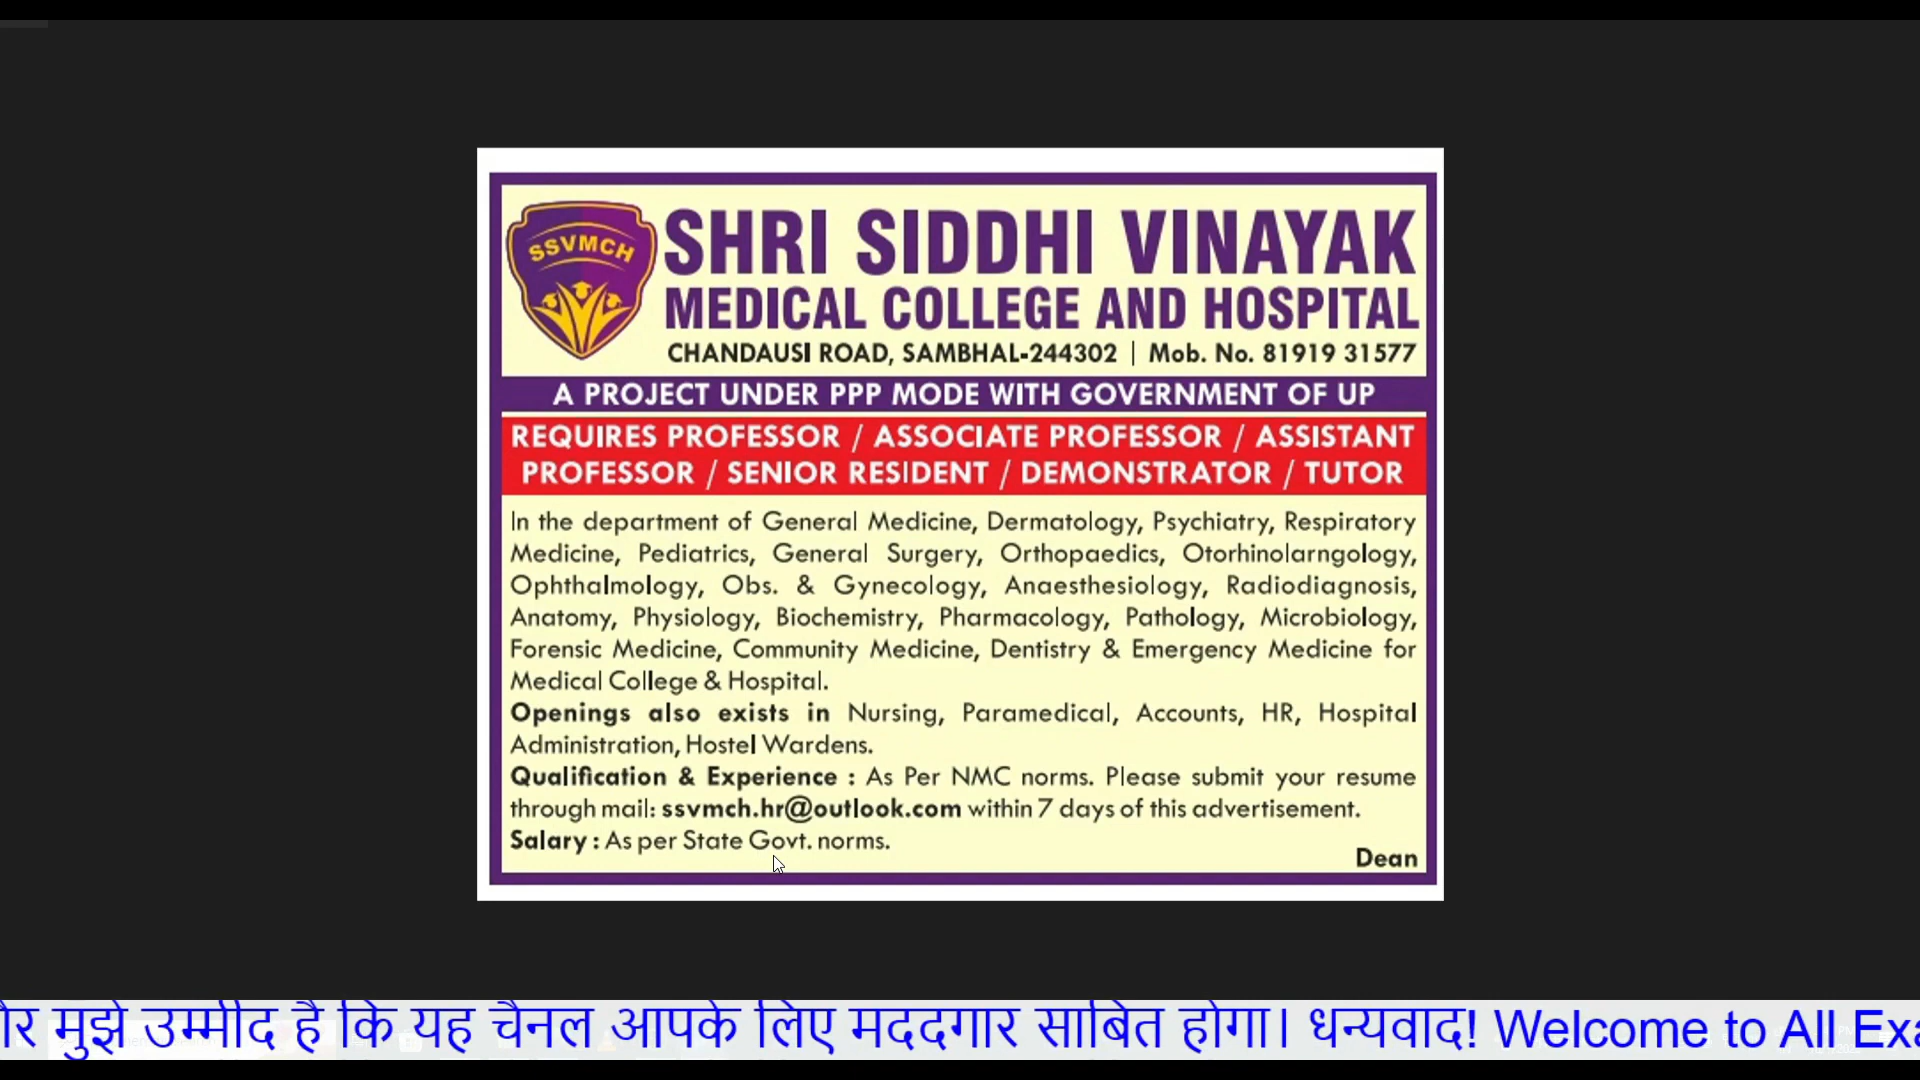 SSVMCH
SHRI SIDDHI VINAYAK
MEDICAL COLLEGE AND HOSPITAL
CHANDAUSI ROAD, SAMBHAL-244302 | Mob. No. 81919 31577
A PROJECT UNDER PPP MODE WITH GOVERNMENT OF UP
REQUIRES PROFESSOR / ASSOCIATE PROFESSOR / ASSISTANT
PROFESSOR / SENIOR RESIDENT / DEMONSTRATOR / TUTOR
In the department of General Medicine, Dermatology, Psychiatry, Respiratory
Medicine, Pediatrics, General Surgery, Orthopaedics, Otorhinolarngology,
Ophthalmology, Obs. & Gynecology, Anaesthesiology, Radiodiagnosis,
Anatomy, Physiology, Biochemistry, Pharmacology, Pathology, Microbiology,
Forensic Medicine, Community Medicine, Dentistry & Emergency Medicine for
Medical College & Hospital.
Openings also exists in Nursing, Paramedical, Accounts, HR, Hospital
Administration, Hostel Wardens.
Qualification & Experience : As Per NMC norms. Please submit your resume
through mail: ssvmch.hr@outlook.com within 7 days of this advertisement.
Salary : As per State Govt. norms.
Dean
मुझे उम्मीद है कि यह चैनल आपके लिए मददगार साबित होगा। धन्यवाद! Welcome to All